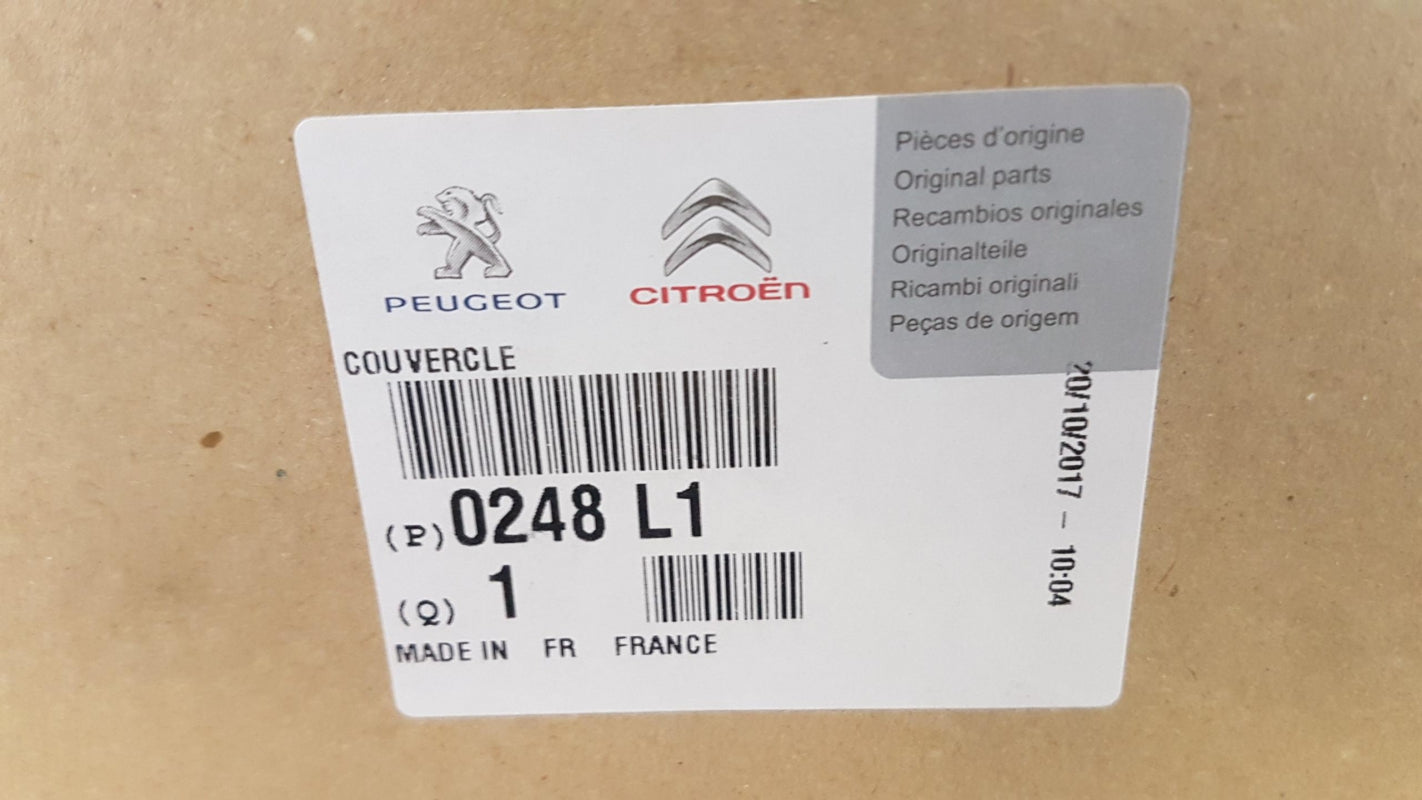 PEUGEOT
CITROËN
Pièces d'origine
Original parts
Recambios originales
Originalteile
Ricambi originali
Peças de origem
COUVERCLE
(P) 0248 L1
(Q) 1
MADE IN FR FRANCE
20/10/2017 - 10:04